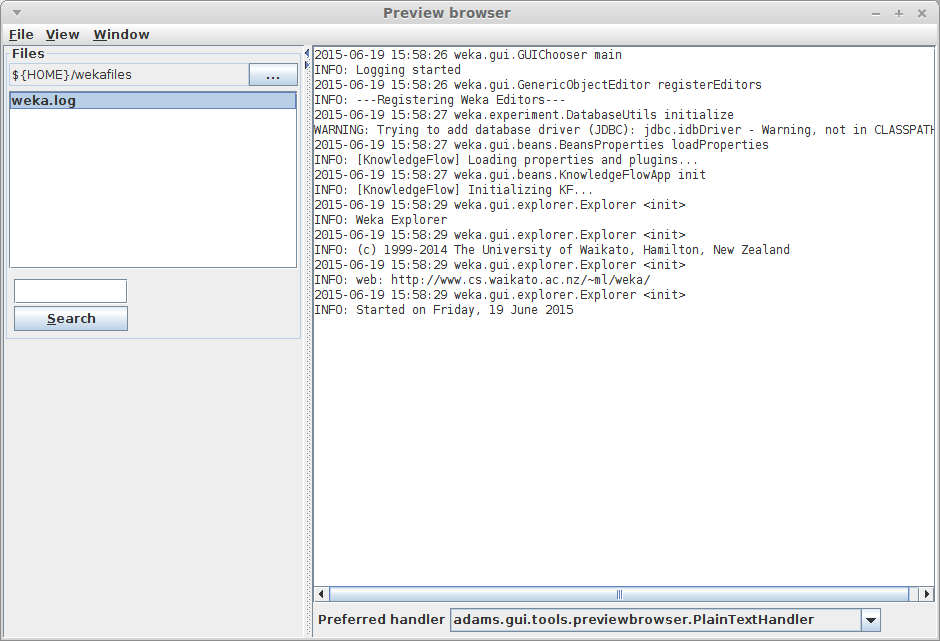 Preview browser
File View Window
Files
${HOME}/wekafiles
...
weka.log
Search
2015-06-19 15:58:26 weka.gui.GUIChooser main
INFO: Logging started
2015-06-19 15:58:26 weka.gui.GenericObjectEditor registerEditors
INFO: ---Registering Weka Editors---
2015-06-19 15:58:27 weka.experiment.DatabaseUtils initialize
WARNING: Trying to add database driver (JDBC): jdbc.idbDriver - Warning, not in CLASSPATH
2015-06-19 15:58:27 weka.gui.beans.BeansProperties loadProperties
INFO: [KnowledgeFlow] Loading properties and plugins...
2015-06-19 15:58:27 weka.gui.beans.KnowledgeFlowApp init
INFO: [KnowledgeFlow] Initializing KF...
2015-06-19 15:58:29 weka.gui.explorer.Explorer <init>
INFO: Weka Explorer
2015-06-19 15:58:29 weka.gui.explorer.Explorer <init>
INFO: (c) 1999-2014 The University of Waikato, Hamilton, New Zealand
2015-06-19 15:58:29 weka.gui.explorer.Explorer <init>
INFO: web: http://www.cs.waikato.ac.nz/~ml/weka/
2015-06-19 15:58:29 weka.gui.explorer.Explorer <init>
INFO: Started on Friday, 19 June 2015
Preferred handler adams.gui.tools.previewbrowser.PlainTextHandler